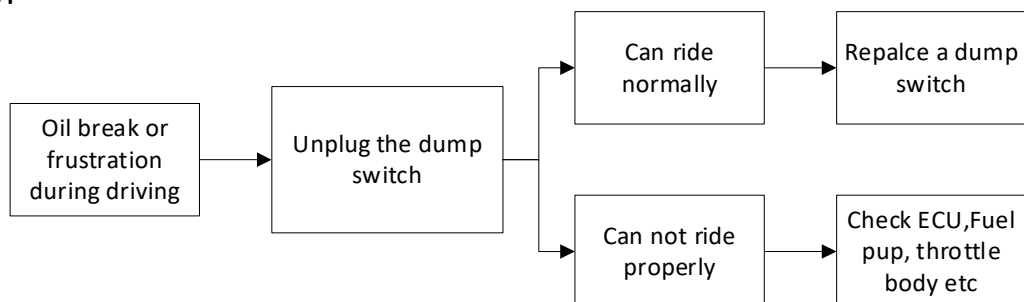 Oil break or
frustration
during driving
Unplug the dump
switch
Can ride
normally
Repalce a dump
switch
Can not ride
properly
Check ECU,Fuel
pup, throttle
body etc